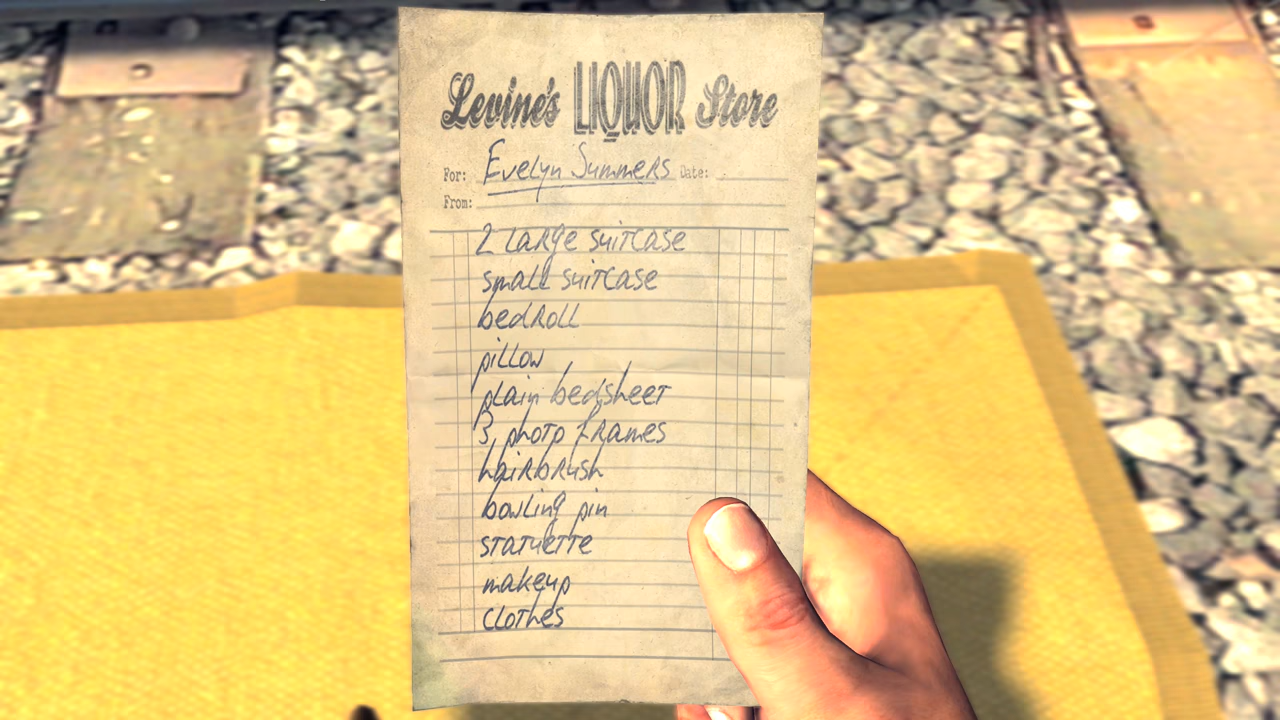 Levine's LIQUOR Store
For: Evelyn Summers Date:
From:
2 large suitcase
small suitcase
bedroll
pillow
plain bedsheet
3 photo frames
hairbrush
bowling pin
statuette
makeup
clothes